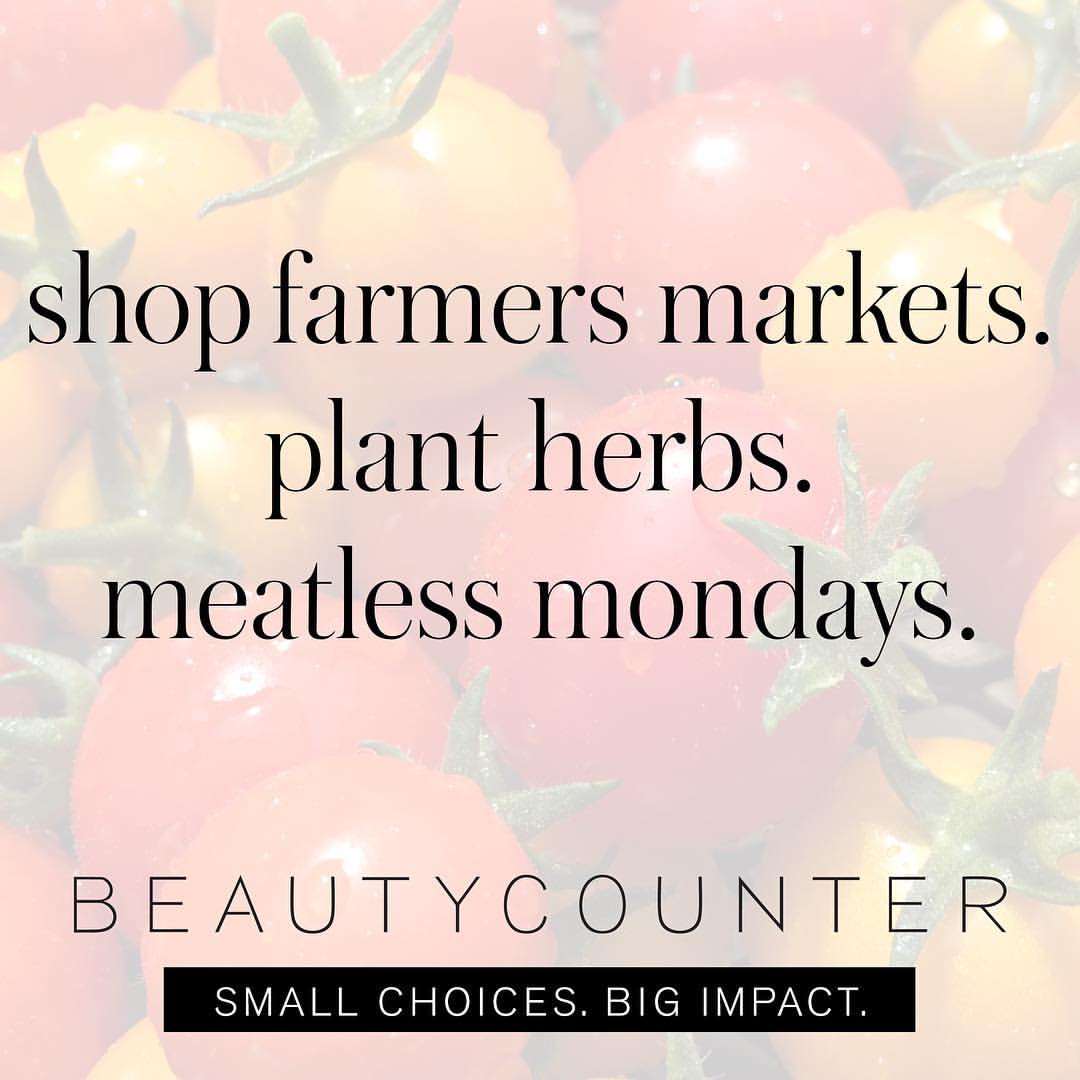 shop farmers markets.
plant herbs.
meatless mondays.
BEAUTYCOUNTER
SMALL CHOICES. BIG IMPACT.